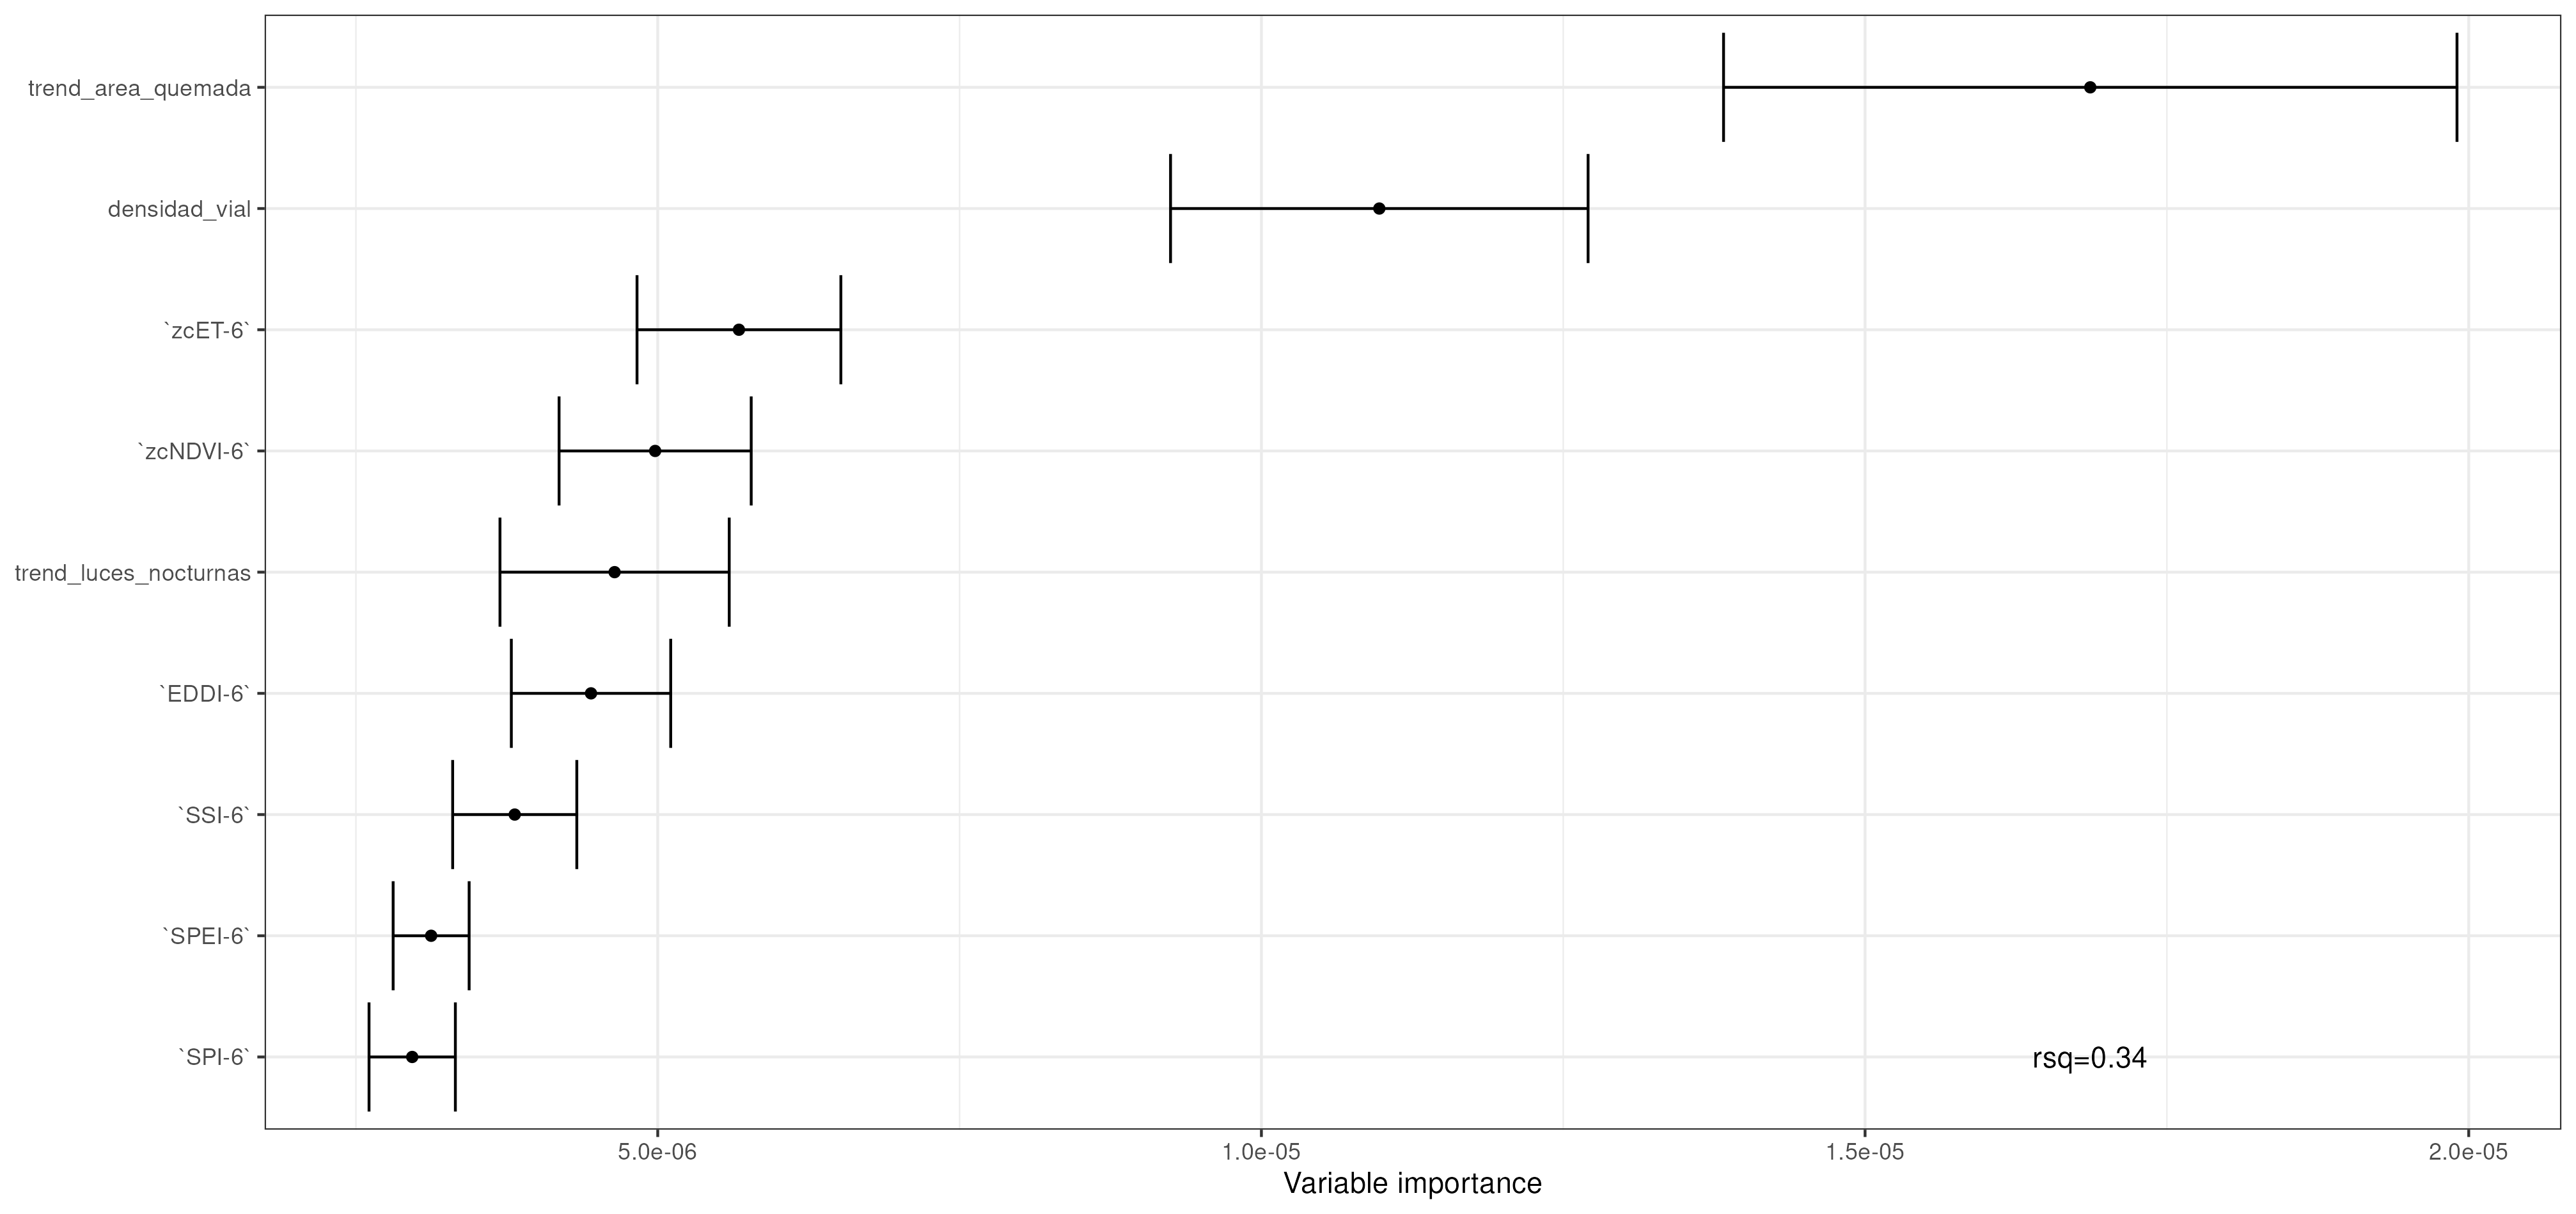 trend_area_quemada
densidad_vial
`zcET-6`
`zcNDVI-6`
trend_luces_nocturnas
`EDDI-6`
`SSI-6`
`SPEI-6`
`SPI-6`
rsq=0.34
5.0e-06 1.0e-05 1.5e-05 2.0e-05
Variable importance